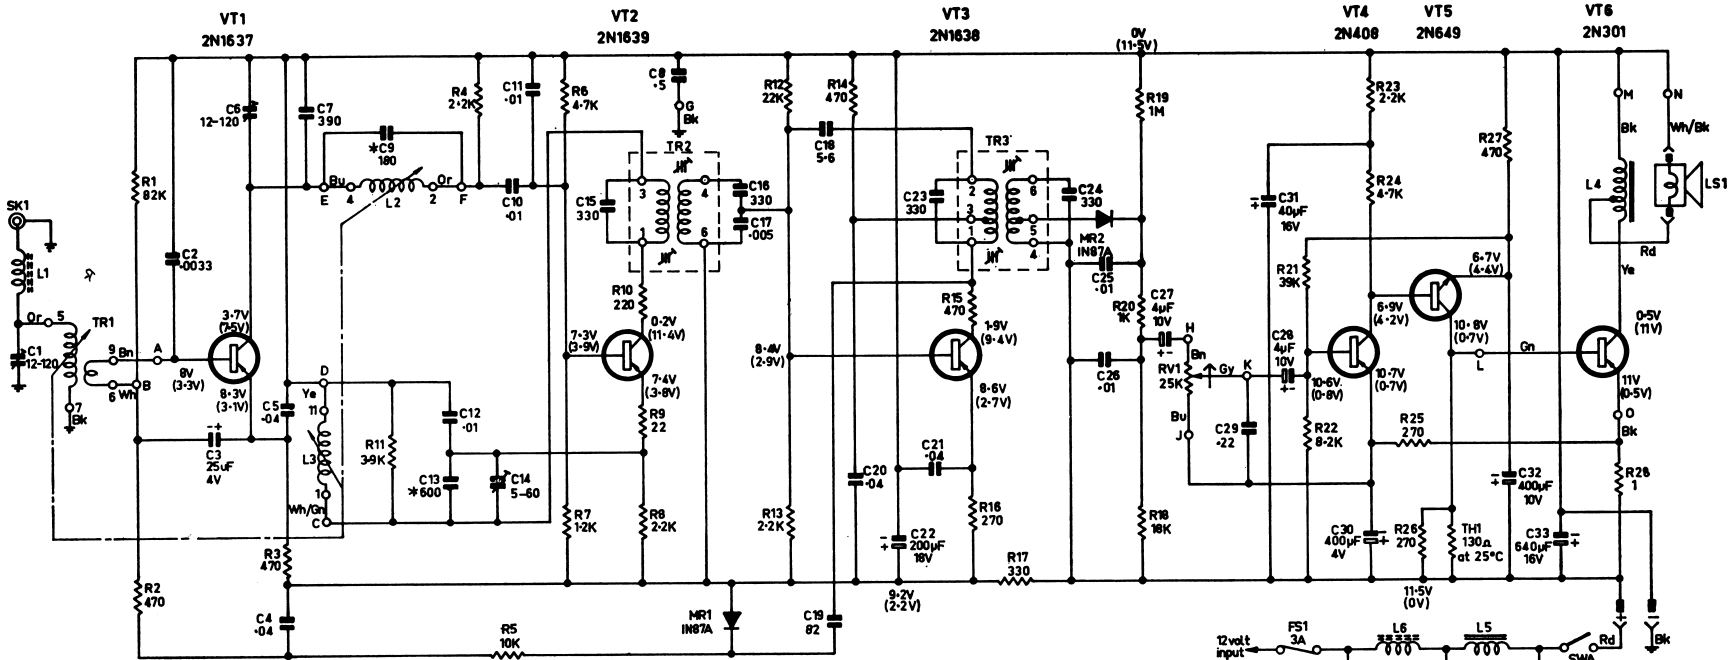 VT1
2N1637
VT2
2N1639
VT3
2N1638
VT4
2N408
VT5
2N649
VT6
2N301
0V
(11·5V)
C6
12-120
C7
390
R4
2·2K
C11
·01
R6
4·7K
C8
·5
G
Bk
R12
22K
R14
470
R19
1M
R23
2·2K
R27
470
M
N
Bk
Wh/Bk
*C9
180
C18
5·6
TR2
TR3
R1
82K
E
Bu
4
L2
Or
2
F
C10
·01
C15
330
3
1
4
6
C16
330
C17
·005
C23
330
2
3
1
6
5
4
C24
330
MR2
IN87A
C25
·01
C31
40µF
16V
R24
4·7K
L4
LS1
Rd
Ye
SK1
L1
C2
·0033
Or
5
TR1
C1
12-120
7
Bk
9
Bn
A
6
Wh
B
3·7V
(7·5V)
8V
(3·3V)
8·3V
(3·1V)
R10
220
7·3V
(3·9V)
0·2V
(11·4V)
7·4V
(3·8V)
R9
22
8·4V
(2·9V)
R15
470
1·9V
(9·4V)
8·6V
(2·7V)
R20
1K
C27
4µF
10V
C26
·01
H
Bn
RV1
25K
Gy
K
Bu
J
C29
·22
C28
4µF
10V
R21
39K
R22
8·2K
10·6V
(0·8V)
6·9V
(4·2V)
10·7V
(0·7V)
6·7V
(4·4V)
10·8V
(0·7V)
L
Gn
0·5V
(11V)
11V
(0·5V)
O
Bk
R25
270
R28
1
C3
25uF
4V
C5
·04
D
Ye
11
L3
1
Wh/Gn
C
R11
3·9K
C12
·01
C13
*600
C14
5-60
R7
1·2K
R8
2·2K
R13
2·2K
C20
·04
C21
·04
C22
200µF
18V
R16
270
R18
18K
C30
400µF
4V
R26
270
TH1
130Ω
at 25°C
C32
400µF
10V
C33
640µF
16V
R2
470
R3
470
C4
·04
R5
10K
MR1
IN87A
C19
82
R17
330
9·2V
(2·2V)
11·5V
(0V)
12volt
input
FS1
3A
L6
L5
SWA
Rd
Bk